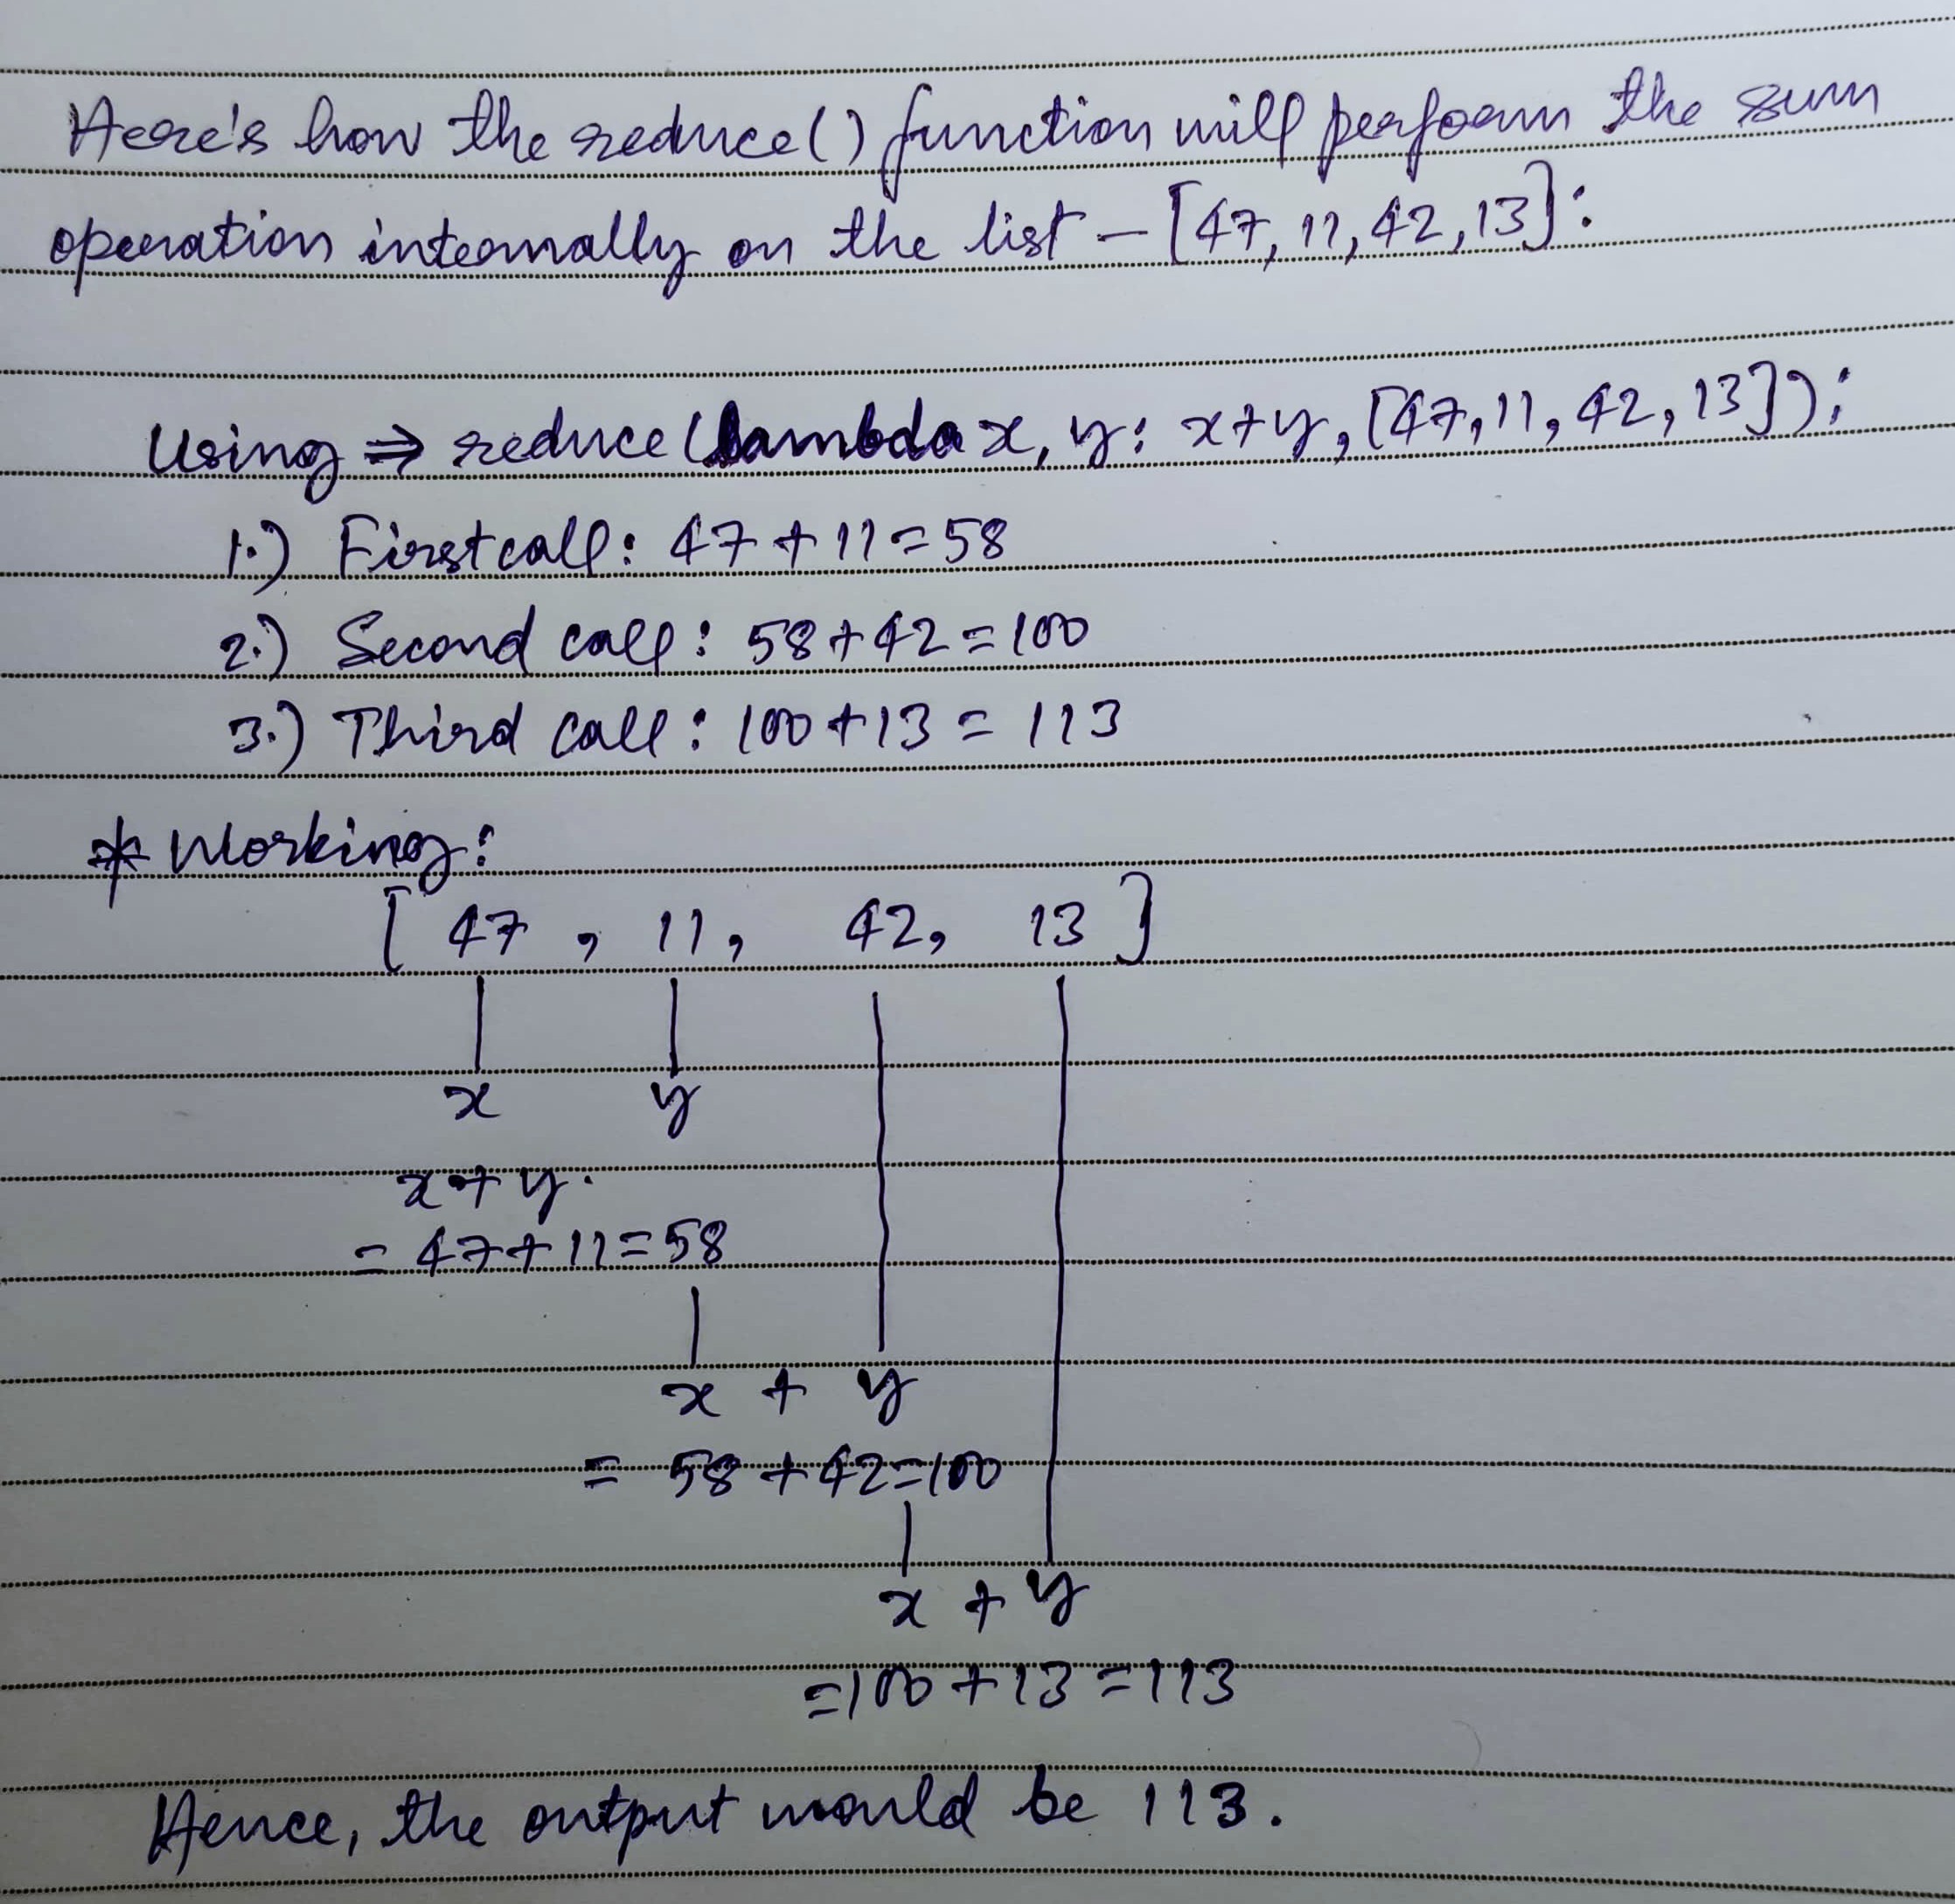 Here's how the reduce() function will perform the sum
operation internally on the list - [47, 11, 42, 13]:
Using ⇒ reduce (lambda x, y: x+y, [47, 11, 42, 13]);
1.) First call: 47 + 11 = 58
2.) Second call: 58 + 42 = 100
3.) Third call: 100 + 13 = 113
* Working:
[ 47 , 11, 42, 13 ]
x y
x + y.
= 47 + 11 = 58
x + y
= 58 + 42 = 100
x + y
= 100 + 13 = 113
Hence, the output would be 113.